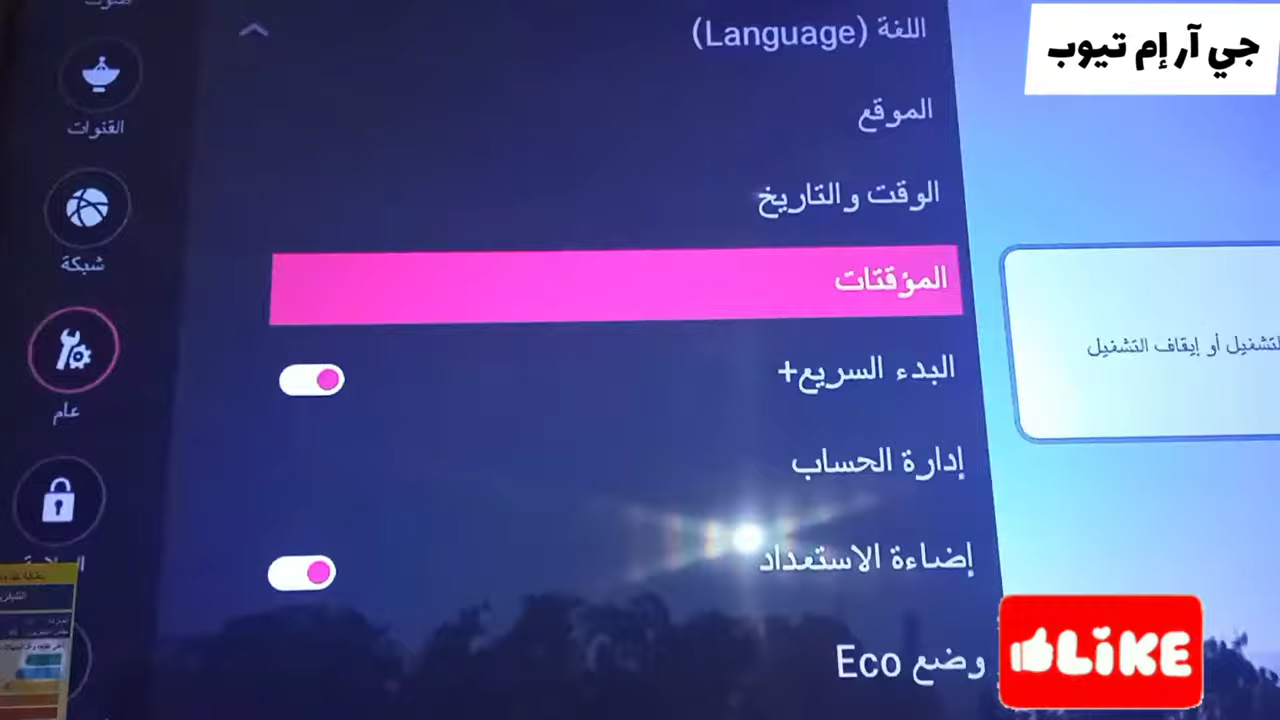 جي آر إم تيوب
اللغة (Language)
الموقع
الوقت والتاريخ
المؤقتات
البدء السريع+
إدارة الحساب
إضاءة الاستعداد
وضع Eco
القنوات
شبكة
عام
لتشغيل أو إيقاف التشغيل
LIKE